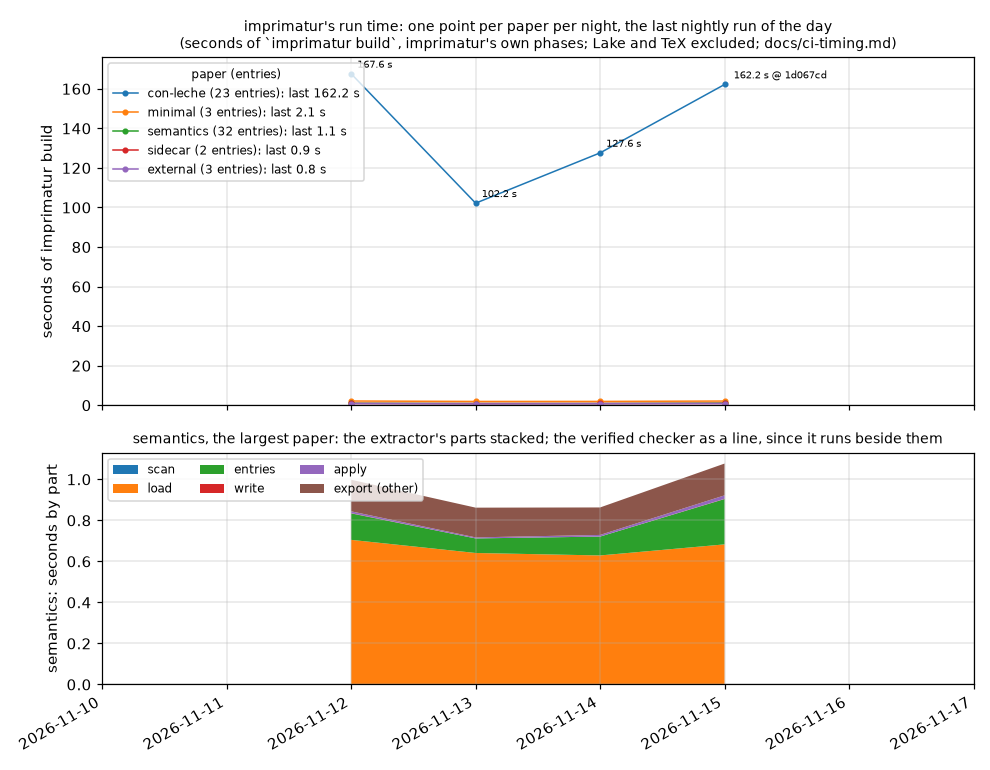 imprimatur's run time: one point per paper per night, the last nightly run of the day
(seconds of `imprimatur build`, imprimatur's own phases; Lake and TeX excluded; docs/ci-timing.md)
seconds of imprimatur build
160
140
120
100
80
60
40
20
0
paper (entries)
con-leche (23 entries): last 162.2 s
minimal (3 entries): last 2.1 s
semantics (32 entries): last 1.1 s
sidecar (2 entries): last 0.9 s
external (3 entries): last 0.8 s
167.6 s
102.2 s
127.6 s
162.2 s @ 1d067cd
semantics, the largest paper: the extractor's parts stacked; the verified checker as a line, since it runs beside them
semantics: seconds by part
1.0
0.8
0.6
0.4
0.2
0.0
scan
load
entries
write
apply
export (other)
2026-11-10
2026-11-11
2026-11-12
2026-11-13
2026-11-14
2026-11-15
2026-11-16
2026-11-17